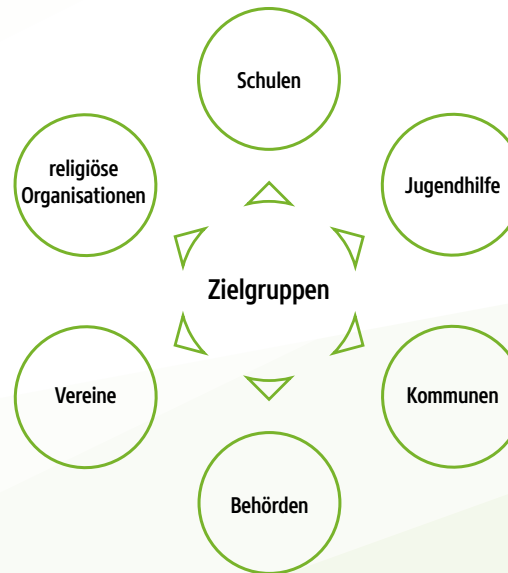 Schulen
religiöse
Organisationen
Jugendhilfe
Zielgruppen
Vereine
Kommunen
Behörden